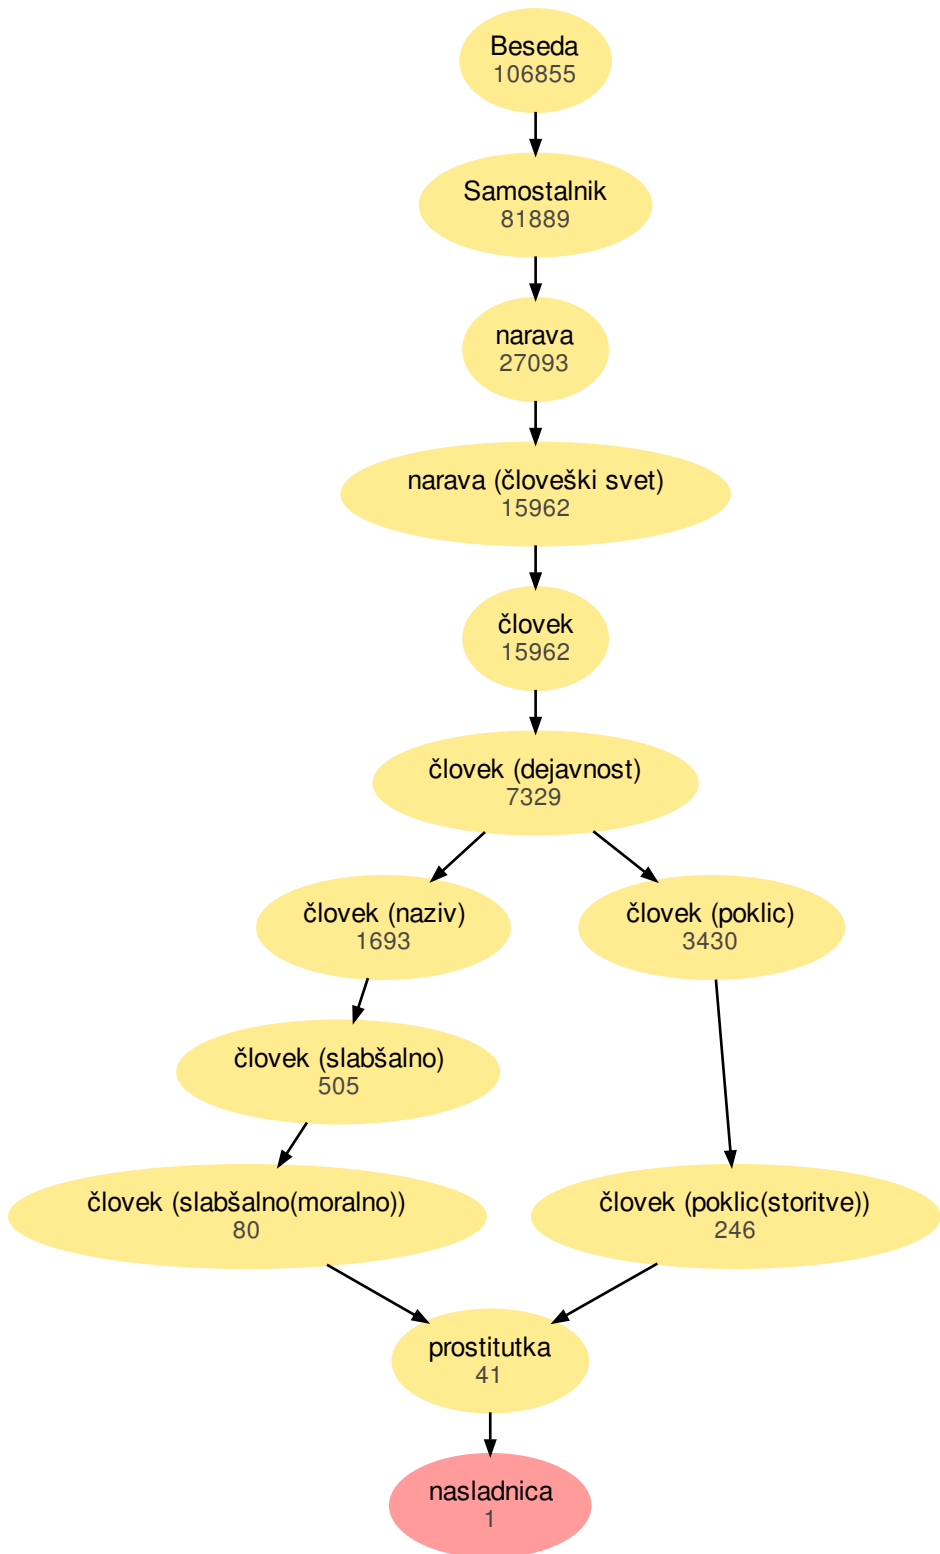 Beseda
106855
Samostalnik
81889
narava
27093
narava (človeški svet)
15962
človek
15962
človek (dejavnost)
7329
človek (naziv)
1693
človek (poklic)
3430
človek (slabšalno)
505
človek (slabšalno(moralno))
80
človek (poklic(storitve))
246
prostitutka
41
nasladnica
1